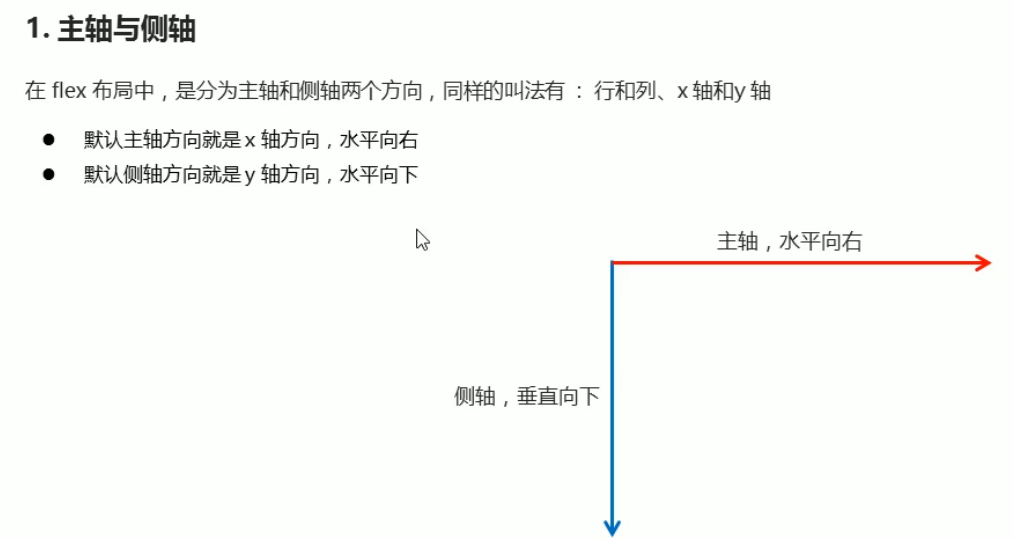 1. 主轴与侧轴
在 flex 布局中，是分为主轴和侧轴两个方向，同样的叫法有 ： 行和列、x 轴和y 轴
● 默认主轴方向就是 x 轴方向，水平向右
● 默认侧轴方向就是 y 轴方向，水平向下
主轴，水平向右
侧轴，垂直向下